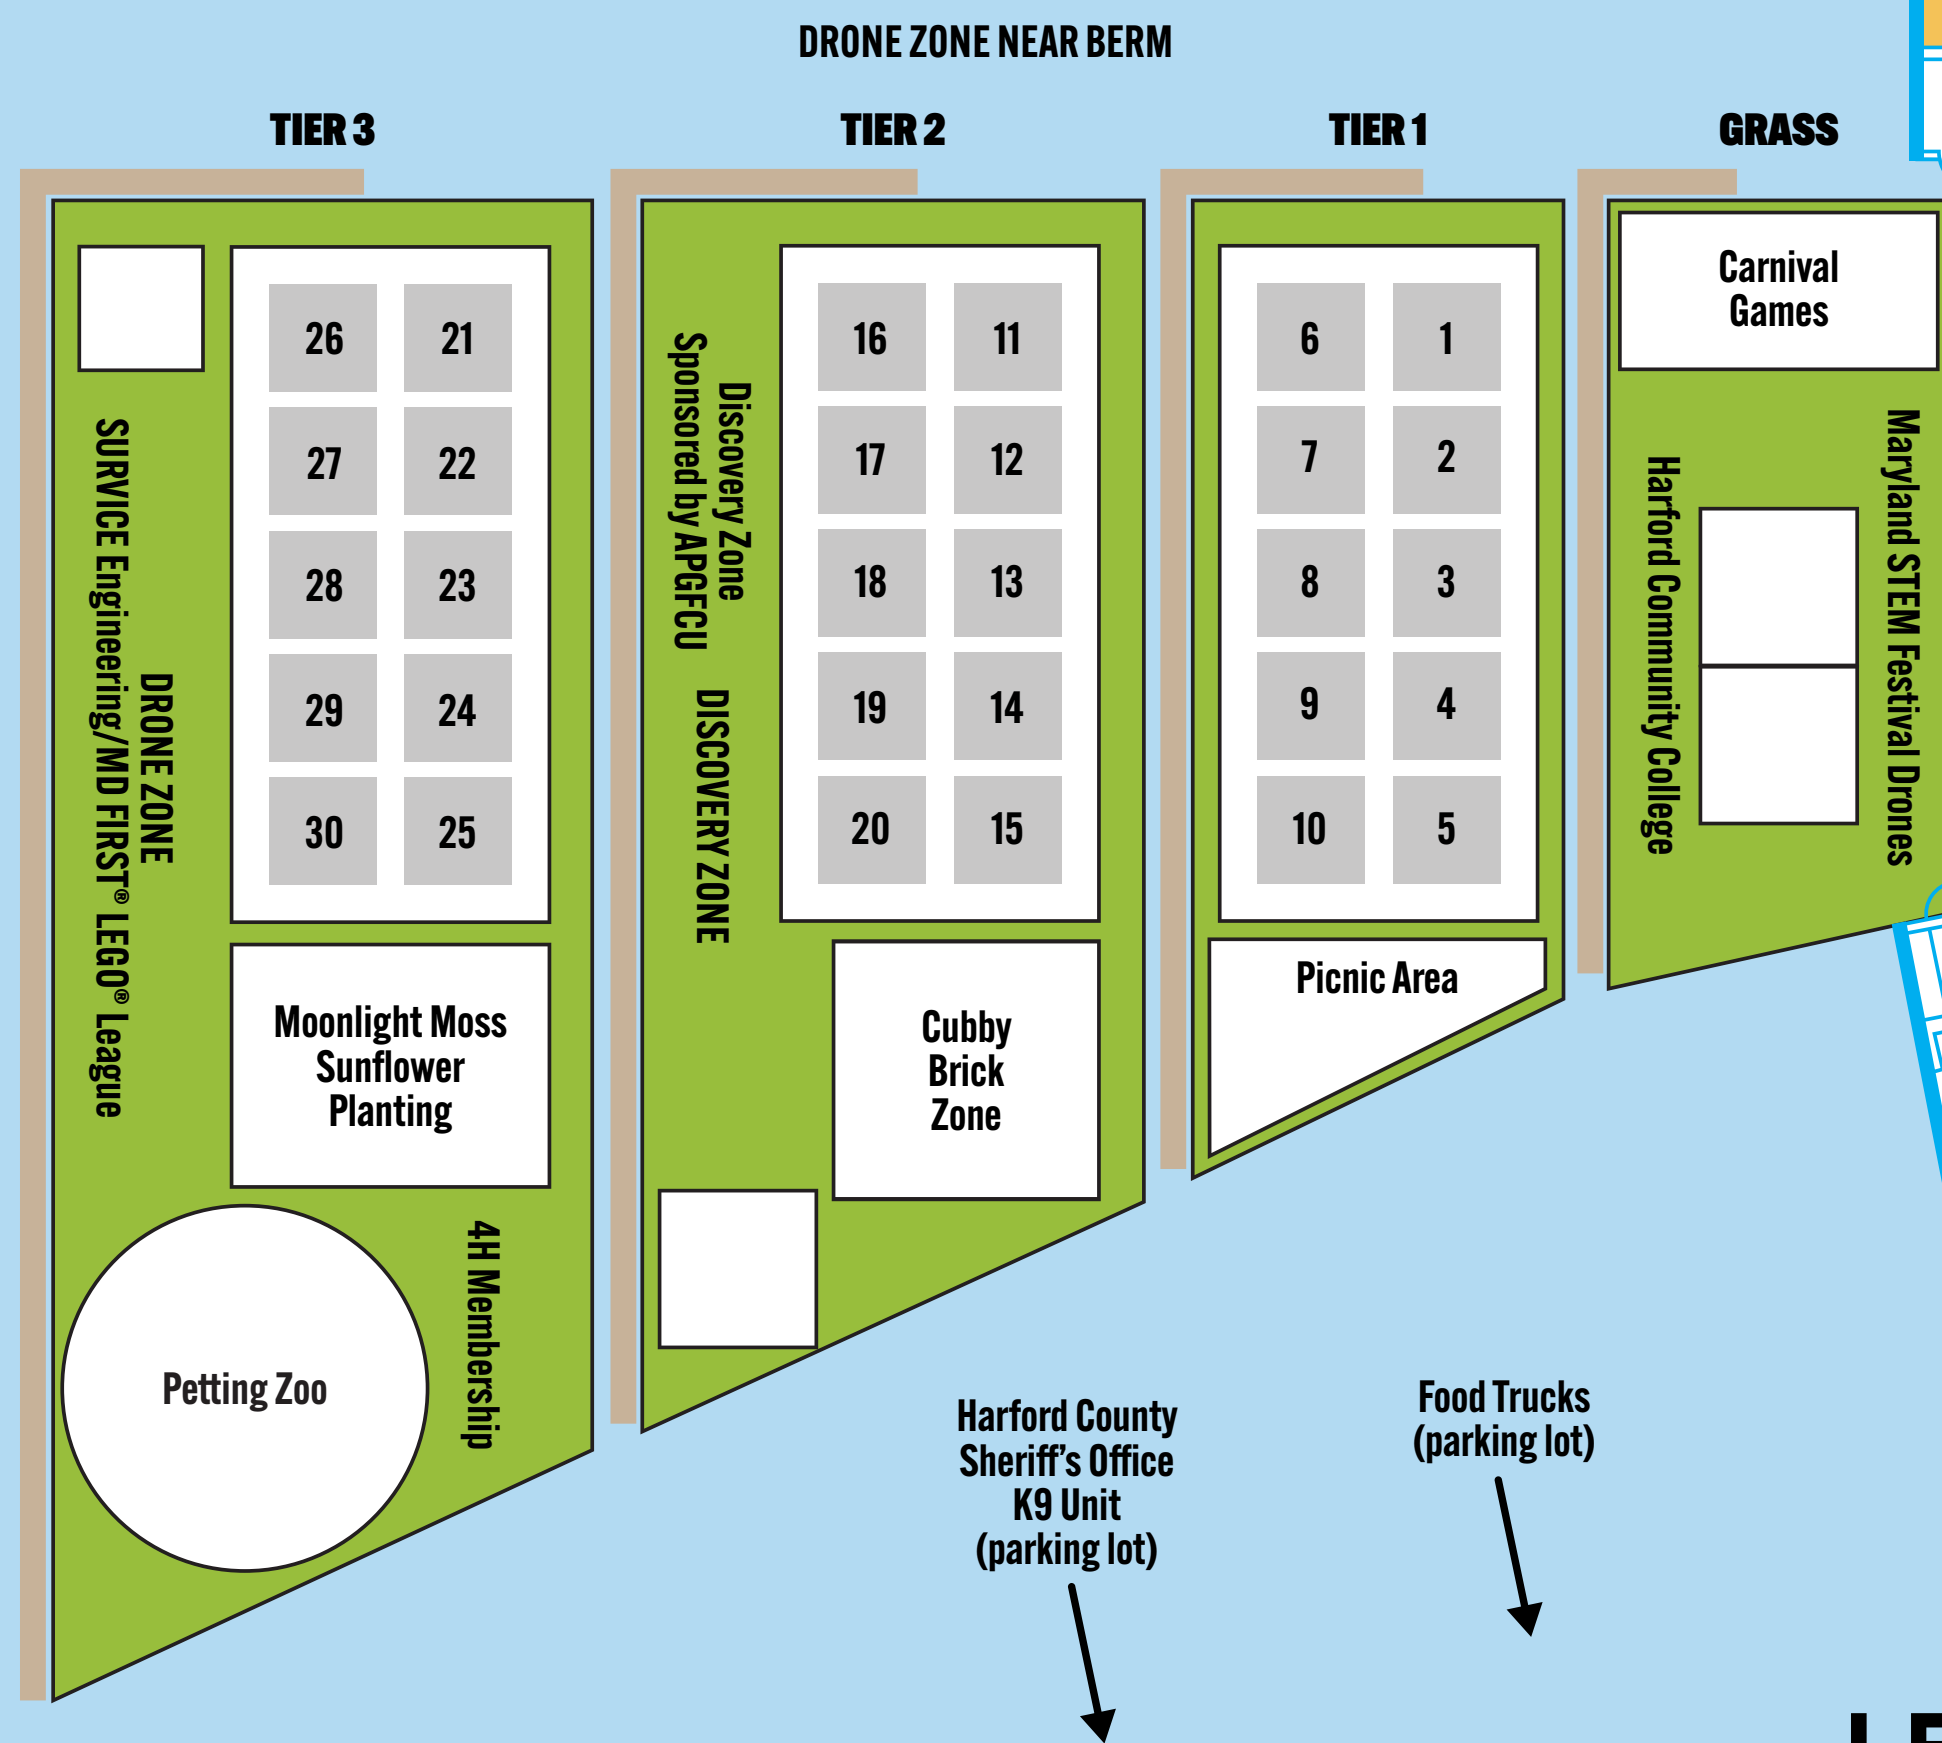 DRONE ZONE NEAR BERM
TIER 3
TIER 2
TIER 1
GRASS
26 21
27 22
28 23
29 24
30 25
DRONE ZONE
SURVICE Engineering/MD FIRST® LEGO® League
Moonlight Moss
Sunflower
Planting
Petting Zoo
4H Membership
Discovery Zone
Sponsored by APGFCU
DISCOVERY ZONE
16 11
17 12
18 13
19 14
20 15
Cubby
Brick
Zone
6 1
7 2
8 3
9 4
10 5
Picnic Area
Carnival
Games
Harford Community College
Maryland STEM Festival Drones
Harford County
Sheriff's Office
K9 Unit
(parking lot)
Food Trucks
(parking lot)